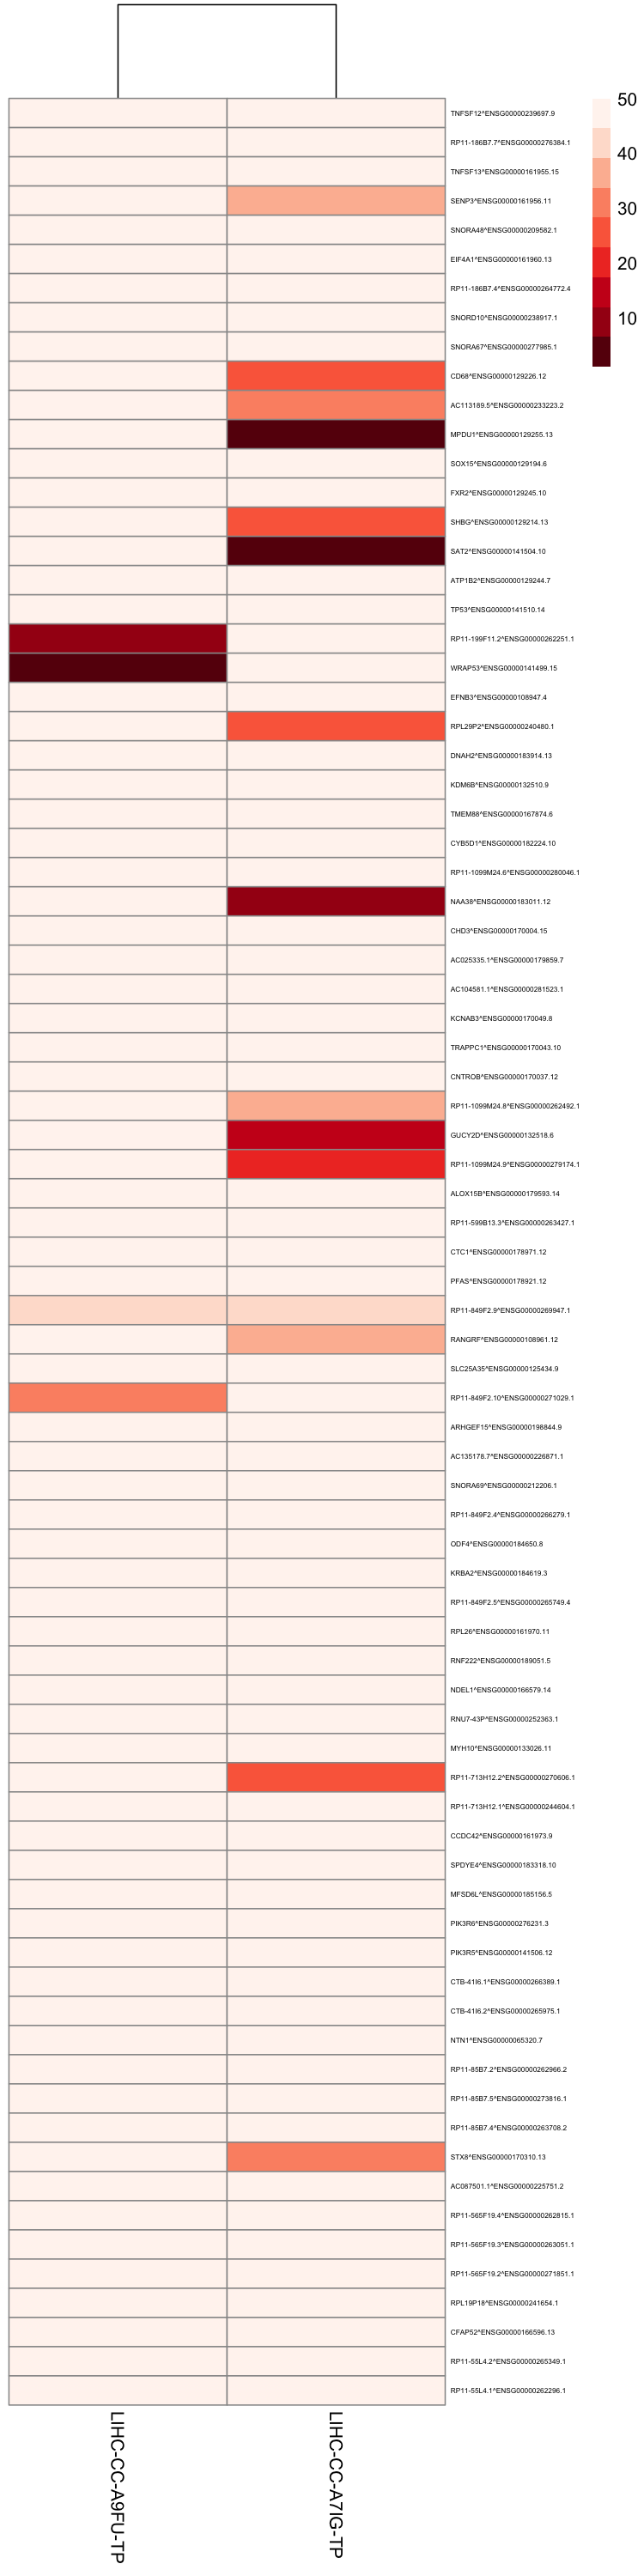 50
40
30
20
10
TNFSF12^ENSG00000239697.9
RP11-186B7.7^ENSG00000276384.1
TNFSF13^ENSG00000161955.15
SENP3^ENSG00000161956.11
SNORA48^ENSG00000209582.1
EIF4A1^ENSG00000161960.13
RP11-186B7.4^ENSG00000264772.4
SNORD10^ENSG00000238917.1
SNORA67^ENSG00000277985.1
CD68^ENSG00000129226.12
AC113189.5^ENSG00000233223.2
MPDU1^ENSG00000129255.13
SOX15^ENSG00000129194.6
FXR2^ENSG00000129245.10
SHBG^ENSG00000129214.13
SAT2^ENSG00000141504.10
ATP1B2^ENSG00000129244.7
TP53^ENSG00000141510.14
RP11-199F11.2^ENSG00000262251.1
WRAP53^ENSG00000141499.15
EFNB3^ENSG00000108947.4
RPL29P2^ENSG00000240480.1
DNAH2^ENSG00000183914.13
KDM6B^ENSG00000132510.9
TMEM88^ENSG00000167874.6
CYB5D1^ENSG00000182224.10
RP11-1099M24.6^ENSG00000280046.1
NAA38^ENSG00000183011.12
CHD3^ENSG00000170004.15
AC025335.1^ENSG00000179859.7
AC104581.1^ENSG00000281523.1
KCNAB3^ENSG00000170049.8
TRAPPC1^ENSG00000170043.10
CNTROB^ENSG00000170037.12
RP11-1099M24.8^ENSG00000262492.1
GUCY2D^ENSG00000132518.6
RP11-1099M24.9^ENSG00000279174.1
ALOX15B^ENSG00000179593.14
RP11-599B13.3^ENSG00000263427.1
CTC1^ENSG00000178971.12
PFAS^ENSG00000178921.12
RP11-849F2.9^ENSG00000269947.1
RANGRF^ENSG00000108961.12
SLC25A35^ENSG00000125434.9
RP11-849F2.10^ENSG00000271029.1
ARHGEF15^ENSG00000198844.9
AC135178.7^ENSG00000226871.1
SNORA69^ENSG00000212206.1
RP11-849F2.4^ENSG00000266279.1
ODF4^ENSG00000184650.8
KRBA2^ENSG00000184619.3
RP11-849F2.5^ENSG00000265749.4
RPL26^ENSG00000161970.11
RNF222^ENSG00000189051.5
NDEL1^ENSG00000166579.14
RNU7-43P^ENSG00000252363.1
MYH10^ENSG00000133026.11
RP11-713H12.2^ENSG00000270606.1
RP11-713H12.1^ENSG00000244604.1
CCDC42^ENSG00000161973.9
SPDYE4^ENSG00000183318.10
MFSD6L^ENSG00000185156.5
PIK3R6^ENSG00000276231.3
PIK3R5^ENSG00000141506.12
CTB-41I6.1^ENSG00000266389.1
CTB-41I6.2^ENSG00000265975.1
NTN1^ENSG00000065320.7
RP11-85B7.2^ENSG00000262966.2
RP11-85B7.5^ENSG00000273816.1
RP11-85B7.4^ENSG00000263708.2
STX8^ENSG00000170310.13
AC087501.1^ENSG00000225751.2
RP11-565F19.4^ENSG00000262815.1
RP11-565F19.3^ENSG00000263051.1
RP11-565F19.2^ENSG00000271851.1
RPL19P18^ENSG00000241654.1
CFAP52^ENSG00000166596.13
RP11-55L4.2^ENSG00000265349.1
RP11-55L4.1^ENSG00000262296.1
LIHC-CC-A9FU-TP
LIHC-CC-A7IG-TP